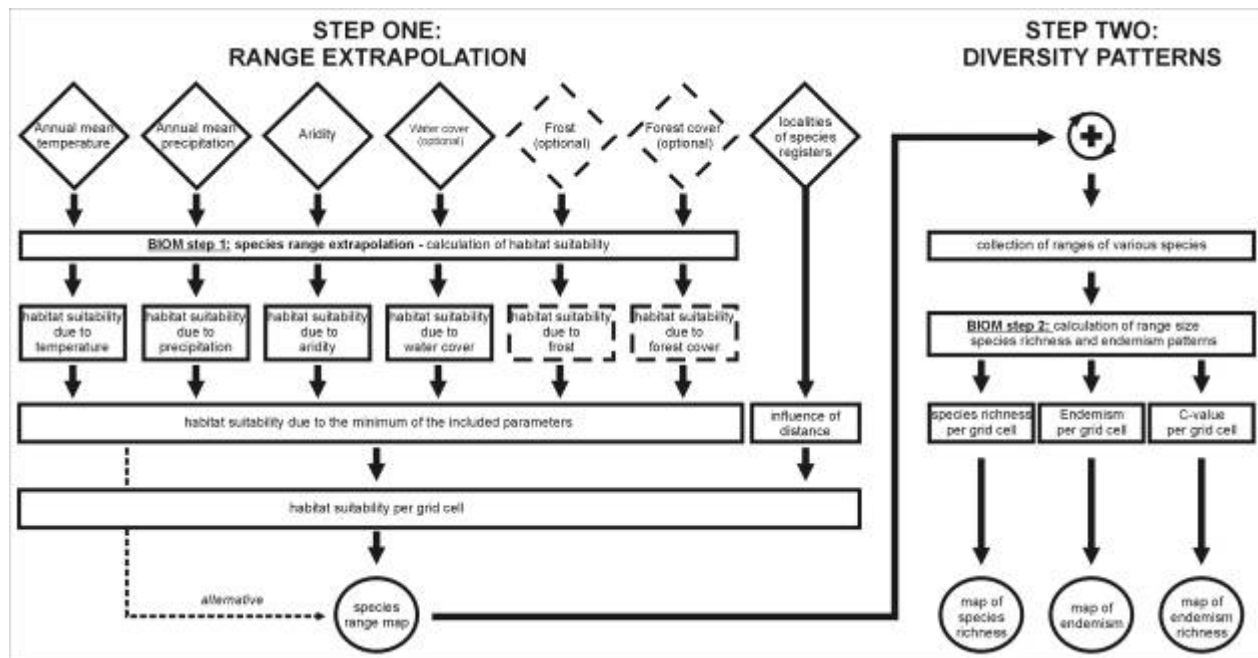 STEP ONE:
RANGE EXTRAPOLATION
STEP TWO:
DIVERSITY PATTERNS
Annual mean
temperature
Annual mean
precipitation
Aridity
Water cover
(optional)
Frost
(optional)
Forest cover
(optional)
localities
of species
registers
BIOM step 1: species range extrapolation - calculation of habitat suitability
habitat suitability
due to
temperature
habitat suitability
due to
precipitation
habitat suitability
due to
aridity
habitat suitability
due to
water cover
habitat suitability
due to
frost
habitat suitability
due to
forest cover
habitat suitability due to the minimum of the included parameters
influence of
distance
habitat suitability per grid cell
alternative
species
range map
+
collection of ranges of various species
BIOM step 2: calculation of range size
species richness and endemism patterns
species richness
per grid cell
Endemism
per grid cell
C-value
per grid cell
map of
species
richness
map of
endemism
map of
endemism
richness